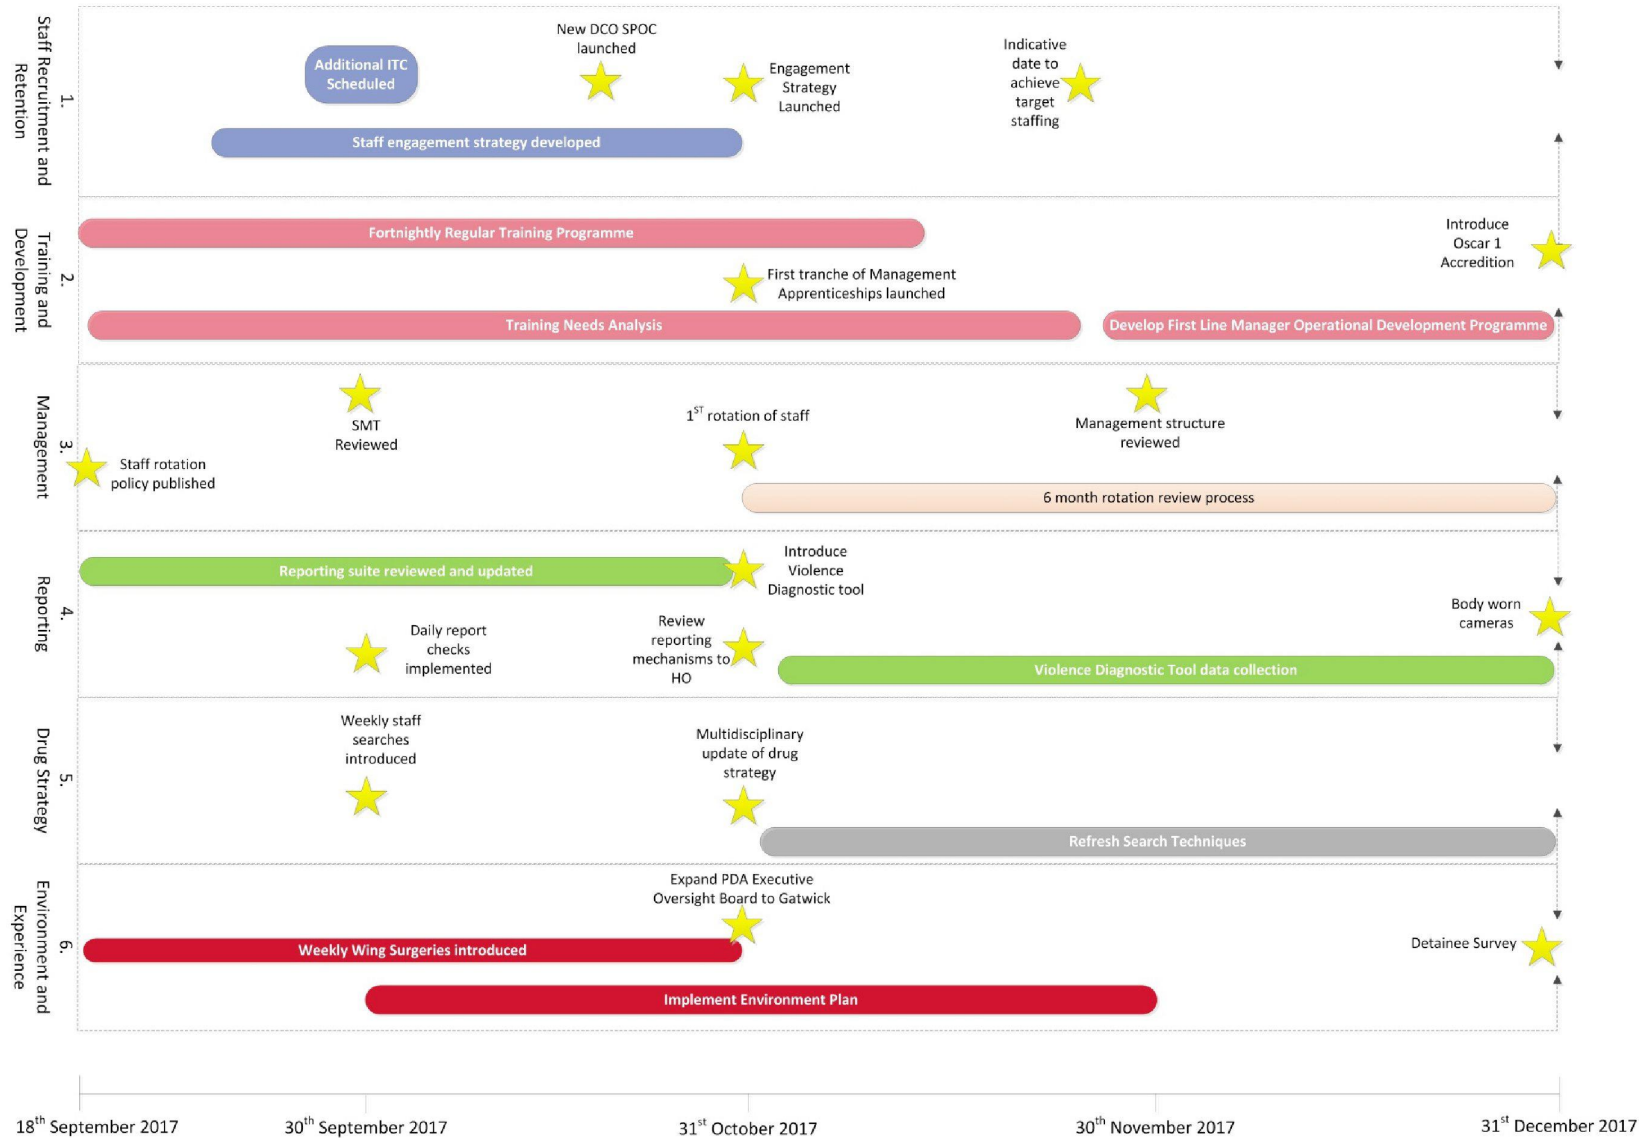 Staff Recruitment and
Retention
1.
New DCO SPOC
launched
Additional ITC
Scheduled
Engagement
Strategy
Launched
Indicative
date to
achieve
target
staffing
Staff engagement strategy developed
Training and
Development
2.
Fortnightly Regular Training Programme
Introduce
Oscar 1
Accreditation
First tranche of Management
Apprenticeships launched
Training Needs Analysis
Develop First Line Manager Operational Development Programme
Management
3.
SMT
Reviewed
1ST rotation of staff
Management structure
reviewed
Staff rotation
policy published
6 month rotation review process
Reporting
4.
Reporting suite reviewed and updated
Introduce
Violence
Diagnostic tool
Daily report
checks
implemented
Review
reporting
mechanisms to
HO
Body worn
cameras
Violence Diagnostic Tool data collection
Drug Strategy
5.
Weekly staff
searches
introduced
Multidisciplinary
update of drug
strategy
Refresh Search Techniques
Environment and
Experience
6.
Expand PDA Executive
Oversight Board to Gatwick
Weekly Wing Surgeries introduced
Detainee Survey
Implement Environment Plan
18th September 2017
30th September 2017
31st October 2017
30th November 2017
31st December 2017